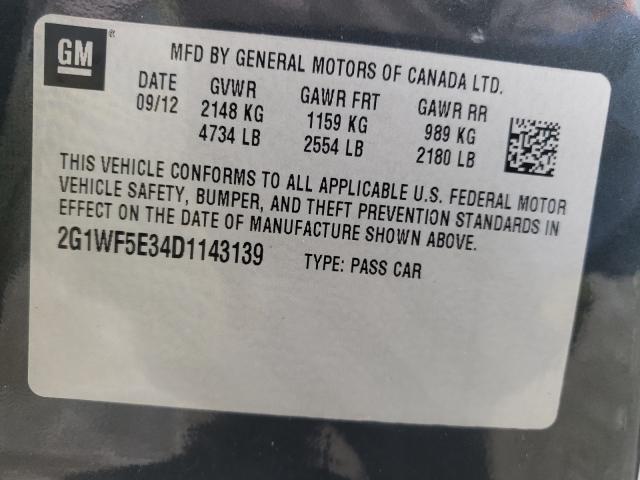 GM®
MFD BY GENERAL MOTORS OF CANADA LTD.
DATE GVWR GAWR FRT GAWR RR
09/12 2148 KG 1159 KG 989 KG
4734 LB 2554 LB 2180 LB
THIS VEHICLE CONFORMS TO ALL APPLICABLE U.S. FEDERAL MOTOR
VEHICLE SAFETY, BUMPER, AND THEFT PREVENTION STANDARDS IN
EFFECT ON THE DATE OF MANUFACTURE SHOWN ABOVE.
2G1WF5E34D1143139 TYPE: PASS CAR